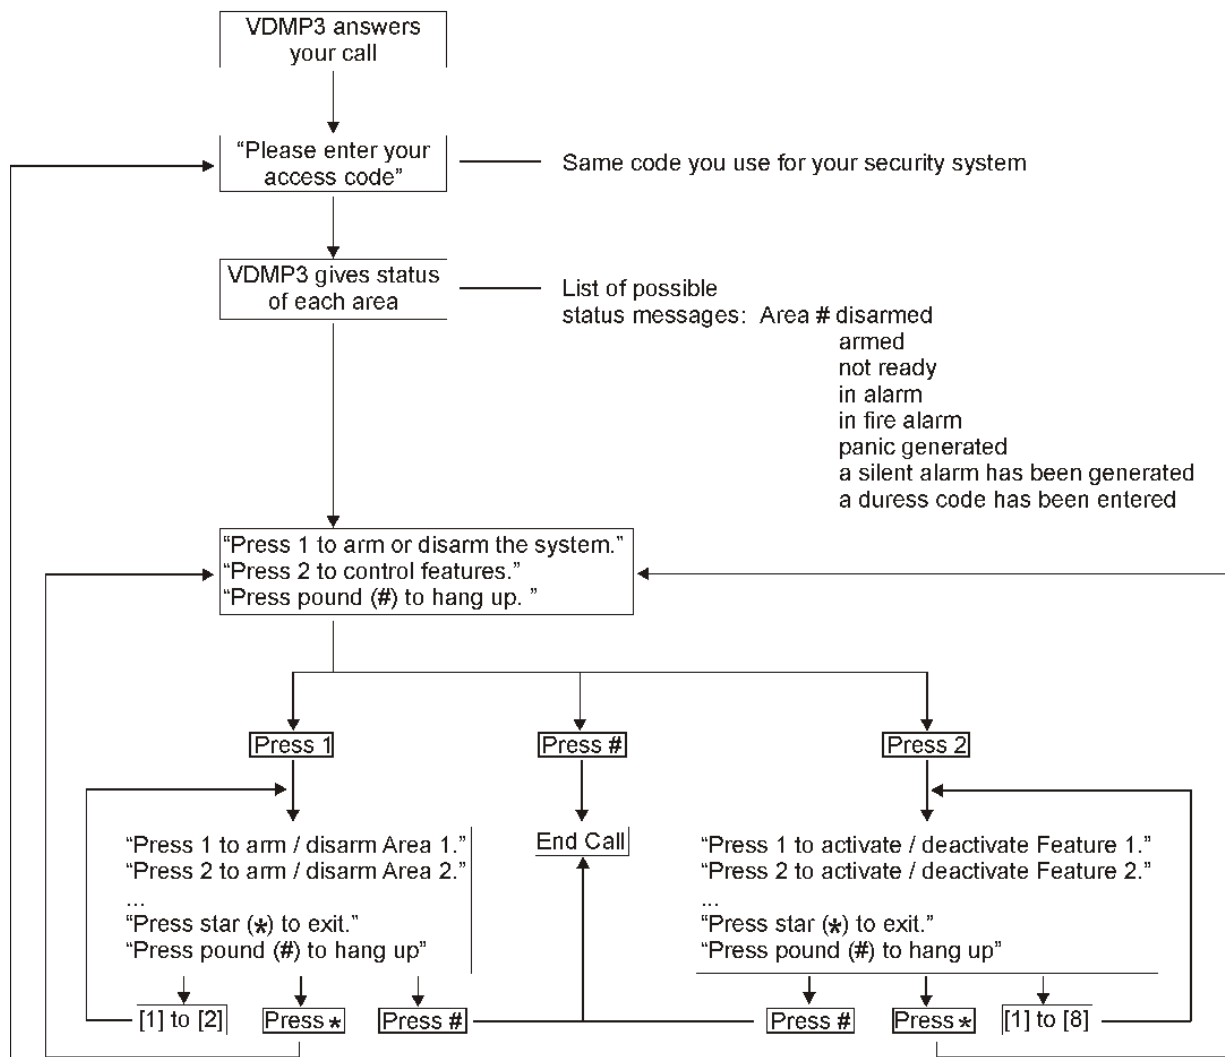 VDMP3 answers
your call
“Please enter your
access code”
Same code you use for your security system
VDMP3 gives status
of each area
List of possible
status messages: Area # disarmed
armed
not ready
in alarm
in fire alarm
panic generated
a silent alarm has been generated
a duress code has been entered
“Press 1 to arm or disarm the system.”
“Press 2 to control features.”
“Press pound (#) to hang up. ”
Press 1
Press #
Press 2
“Press 1 to arm / disarm Area 1.”
“Press 2 to arm / disarm Area 2.”
...
“Press star (*) to exit.”
“Press pound (#) to hang up”
End Call
“Press 1 to activate / deactivate Feature 1.”
“Press 2 to activate / deactivate Feature 2.”
...
“Press star (*) to exit.”
“Press pound (#) to hang up”
[1] to [2]
Press *
Press #
Press #
Press *
[1] to [8]